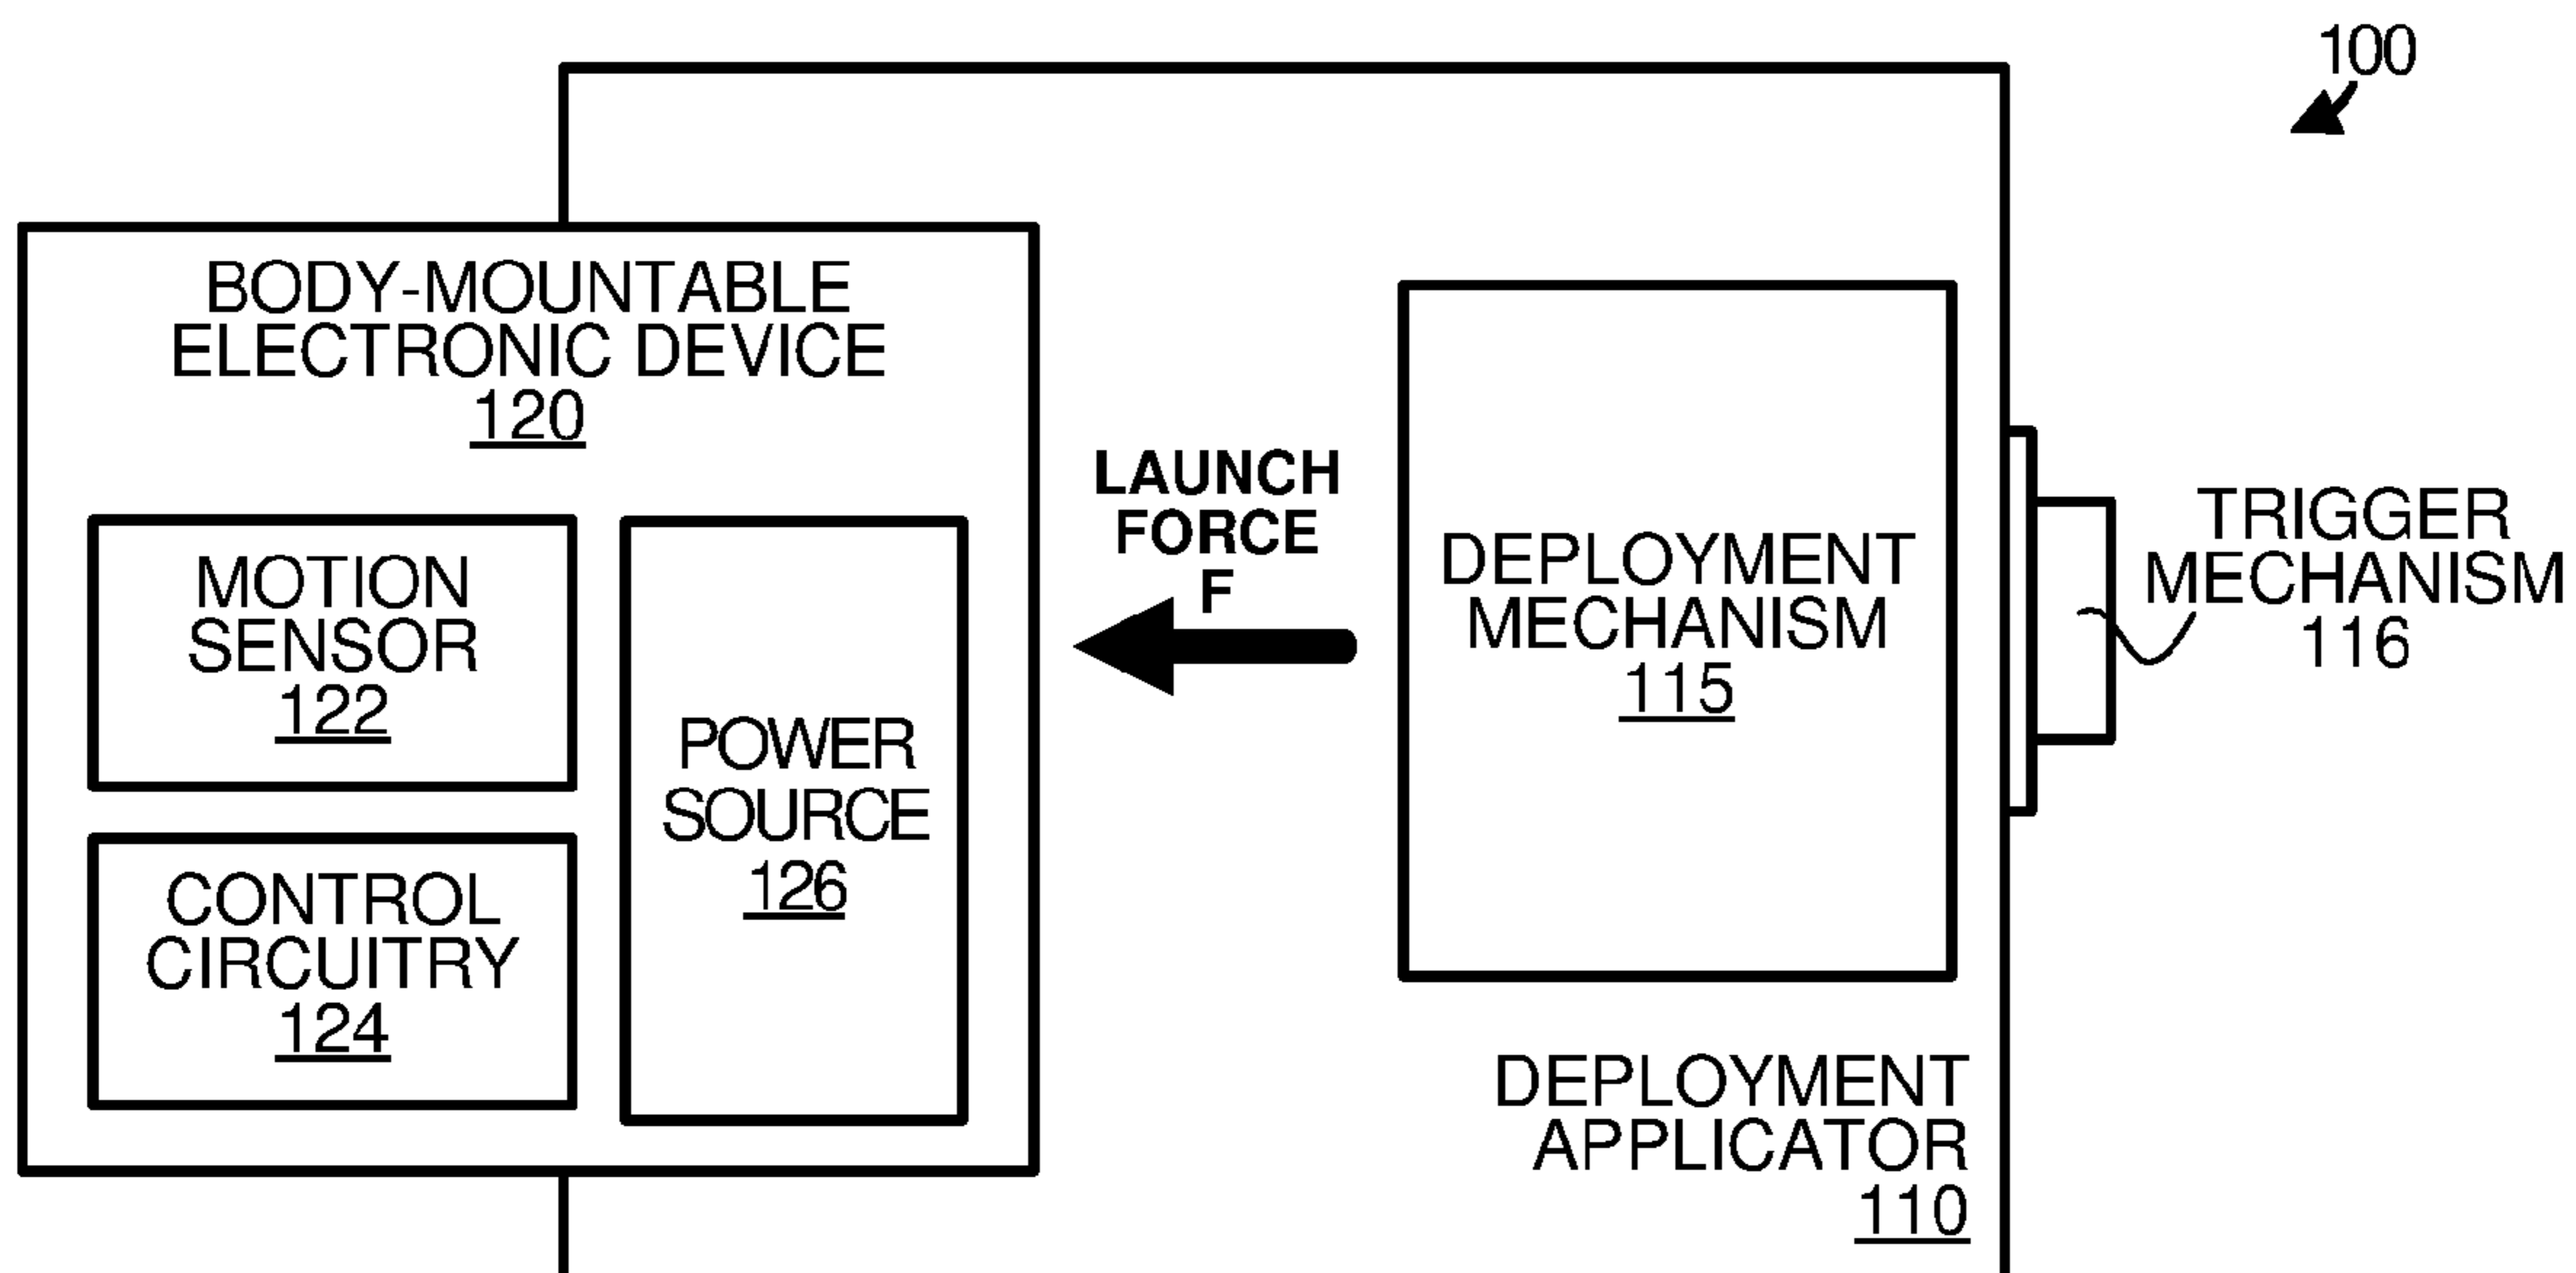 100
BODY-MOUNTABLE
ELECTRONIC DEVICE
120
MOTION
SENSOR
122
CONTROL
CIRCUITRY
124
POWER
SOURCE
126
LAUNCH
FORCE
F
DEPLOYMENT
MECHANISM
115
TRIGGER
MECHANISM
116
DEPLOYMENT
APPLICATOR
110